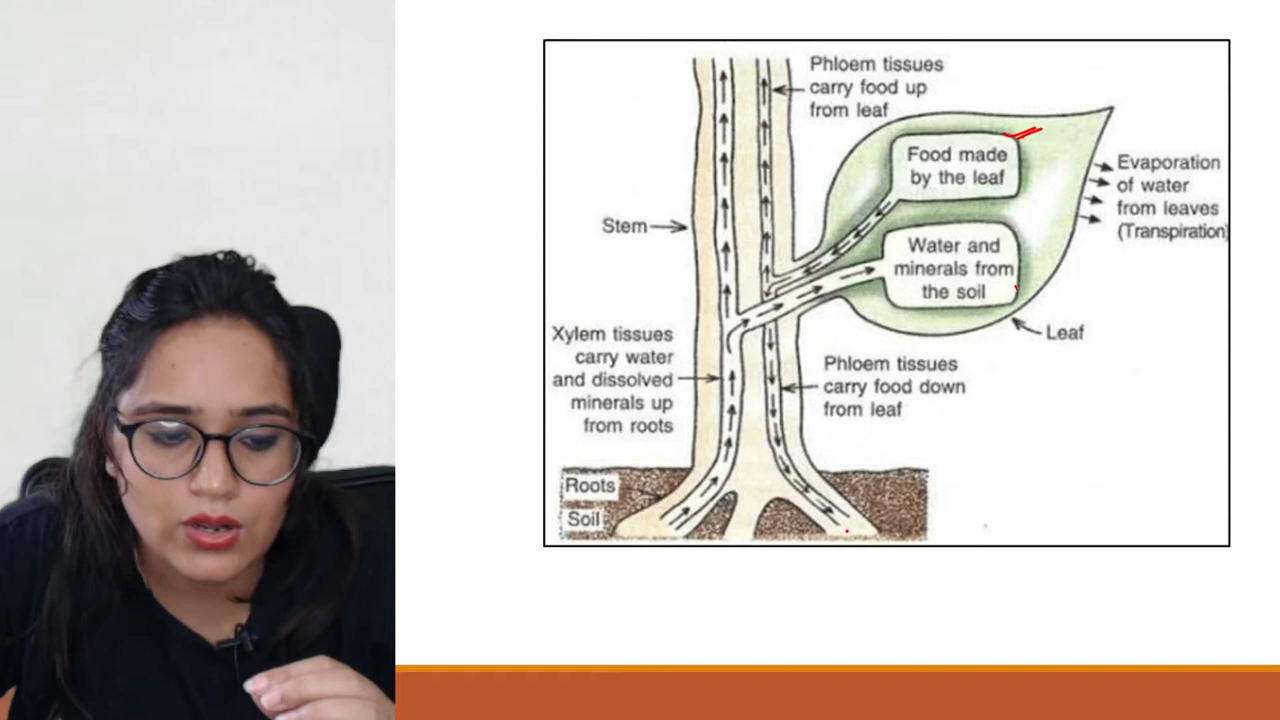 Phloem tissues
carry food up
from leaf
Food made
by the leaf
Evaporation
of water
from leaves
(Transpiration)
Stem
Water and
minerals from
the soil
Leaf
Xylem tissues
carry water
and dissolved
minerals up
from roots
Phloem tissues
carry food down
from leaf
Roots
Soil